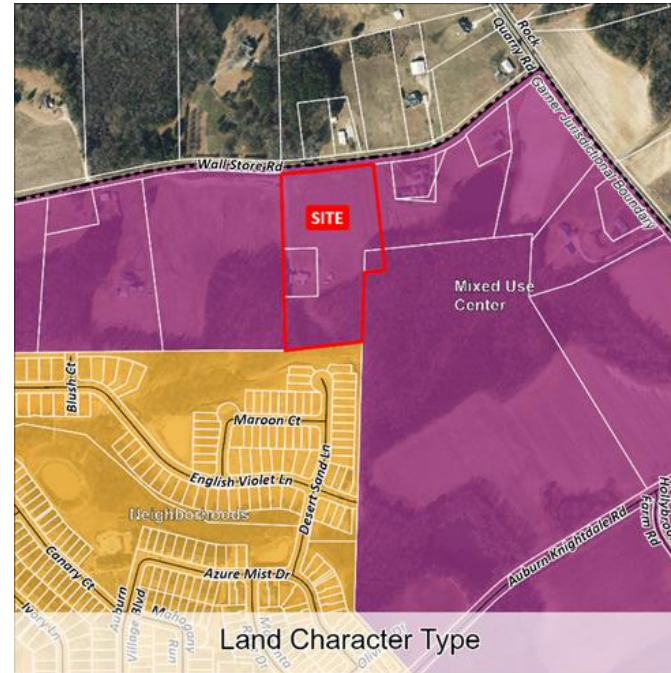 Rock
Quarry Rd
Garner Jurisdictional Boundary
Wall Store Rd
SITE
Mixed Use
Center
Blush Ct
Maroon Ct
English Violet Ln
Desert Sand Ln
Neighborhoods
Auburn Knightdale Rd
Farm Rd
Canary Ct
Azure Mist Dr
Auburn
Village Blvd
Mahogany
Run
Ivory Ln
Land Character Type